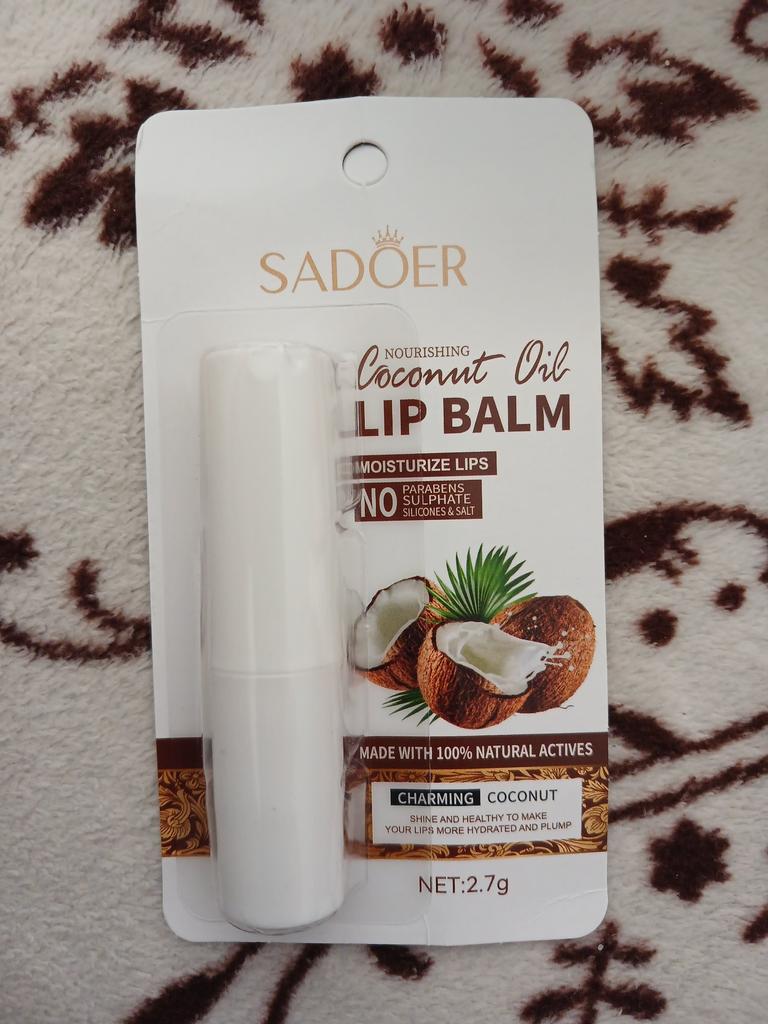 SADOER
NOURISHING
Coconut Oil
LIP BALM
MOISTURIZE LIPS
NO PARABENS
SULPHATE
SILICONES & SALT
MADE WITH 100% NATURAL ACTIVES
CHARMING COCONUT
SHINE AND HEALTHY TO MAKE
YOUR LIPS MORE HYDRATED AND PLUMP
NET:2.7g